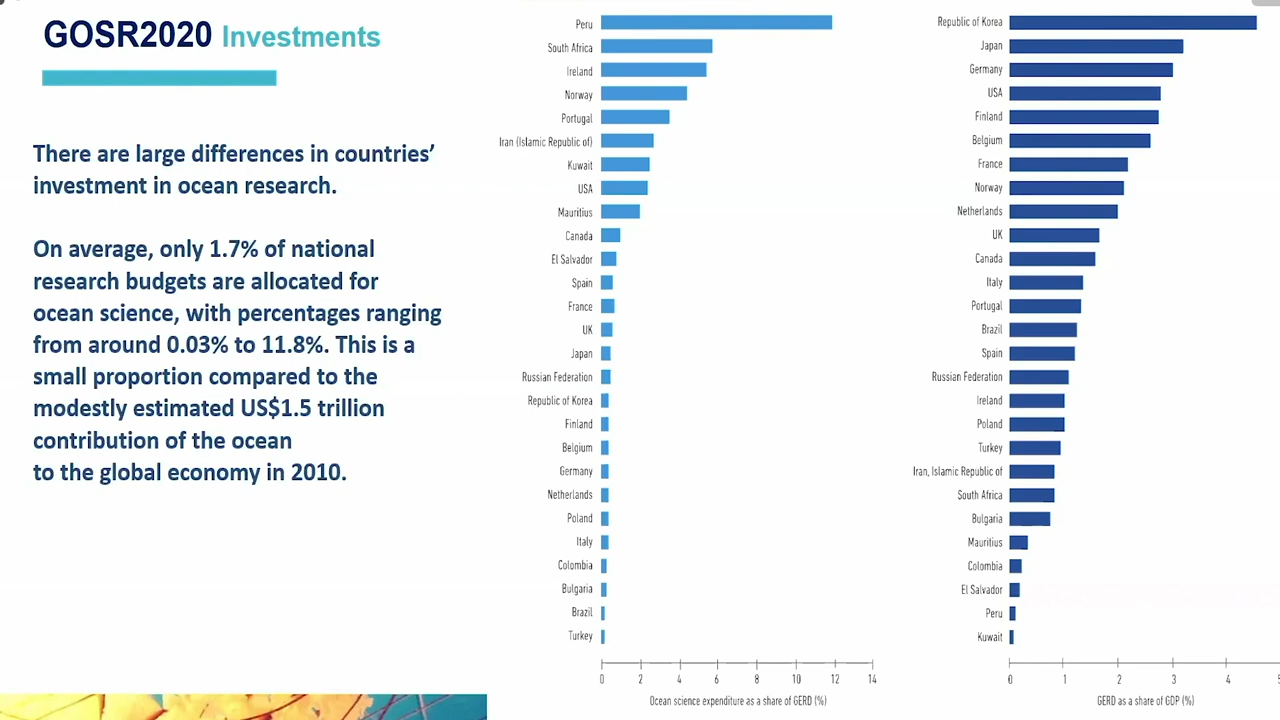 GOSR2020 Investments
There are large differences in countries'
investment in ocean research.
On average, only 1.7% of national
research budgets are allocated for
ocean science, with percentages ranging
from around 0.03% to 11.8%. This is a
small proportion compared to the
modestly estimated US$1.5 trillion
contribution of the ocean
to the global economy in 2010.
Peru
South Africa
Ireland
Norway
Portugal
Iran (Islamic Republic of)
Kuwait
USA
Mauritius
Canada
El Salvador
Spain
France
UK
Japan
Russian Federation
Republic of Korea
Finland
Belgium
Germany
Netherlands
Poland
Italy
Colombia
Bulgaria
Brazil
Turkey
0 2 4 6 8 10 12 14
Ocean science expenditure as a share of GERD (%)
Republic of Korea
Japan
Germany
USA
Finland
Belgium
France
Norway
Netherlands
UK
Canada
Italy
Portugal
Brazil
Spain
Russian Federation
Ireland
Poland
Turkey
Iran, Islamic Republic of
South Africa
Bulgaria
Mauritius
Colombia
El Salvador
Peru
Kuwait
0 1 2 3 4 5
GERD as a share of GDP (%)